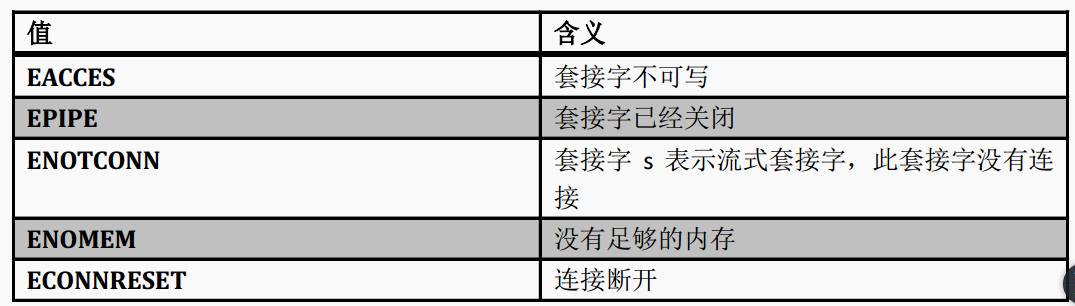 值 含义
EACCES 套接字不可写
EPIPE 套接字已经关闭
ENOTCONN 套接字 s 表示流式套接字，此套接字没有连
接
ENOMEM 没有足够的内存
ECONNRESET 连接断开